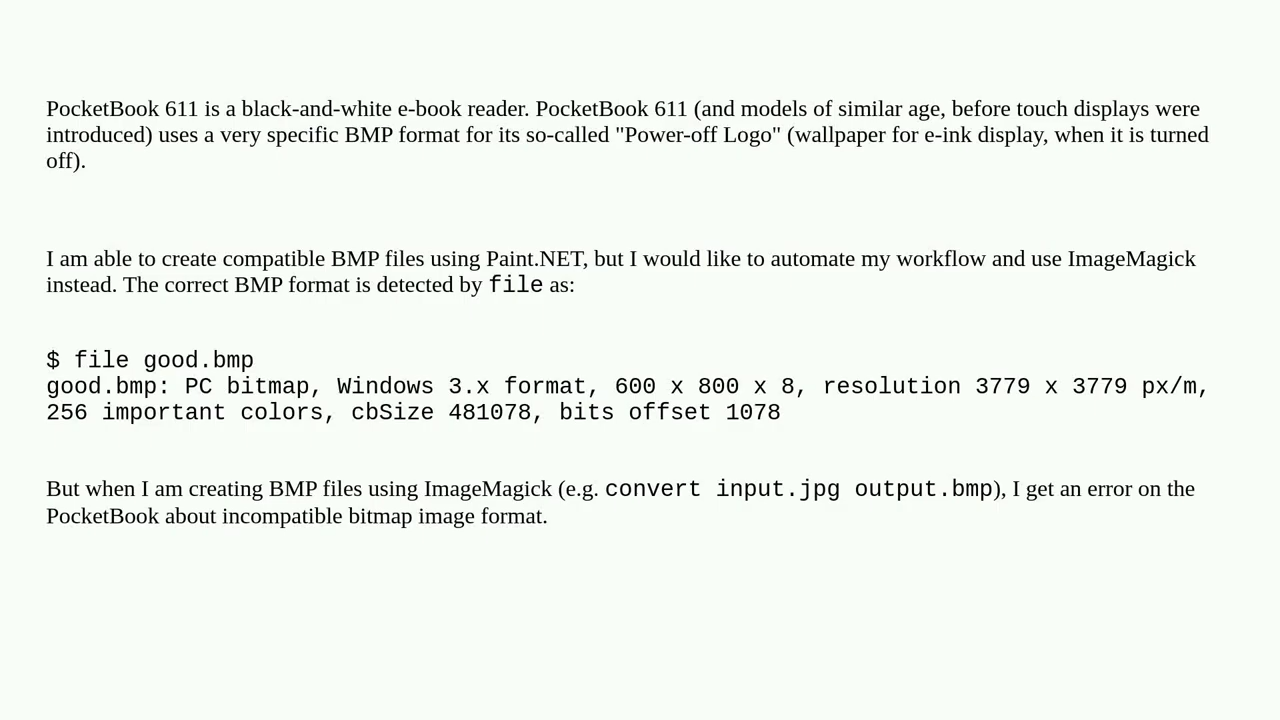 PocketBook 611 is a black-and-white e-book reader. PocketBook 611 (and models of similar age, before touch displays were
introduced) uses a very specific BMP format for its so-called "Power-off Logo" (wallpaper for e-ink display, when it is turned
off).
I am able to create compatible BMP files using Paint.NET, but I would like to automate my workflow and use ImageMagick
instead. The correct BMP format is detected by file as:
$ file good.bmp
good.bmp: PC bitmap, Windows 3.x format, 600 x 800 x 8, resolution 3779 x 3779 px/m,
256 important colors, cbSize 481078, bits offset 1078
But when I am creating BMP files using ImageMagick (e.g. convert input.jpg output.bmp), I get an error on the
PocketBook about incompatible bitmap image format.